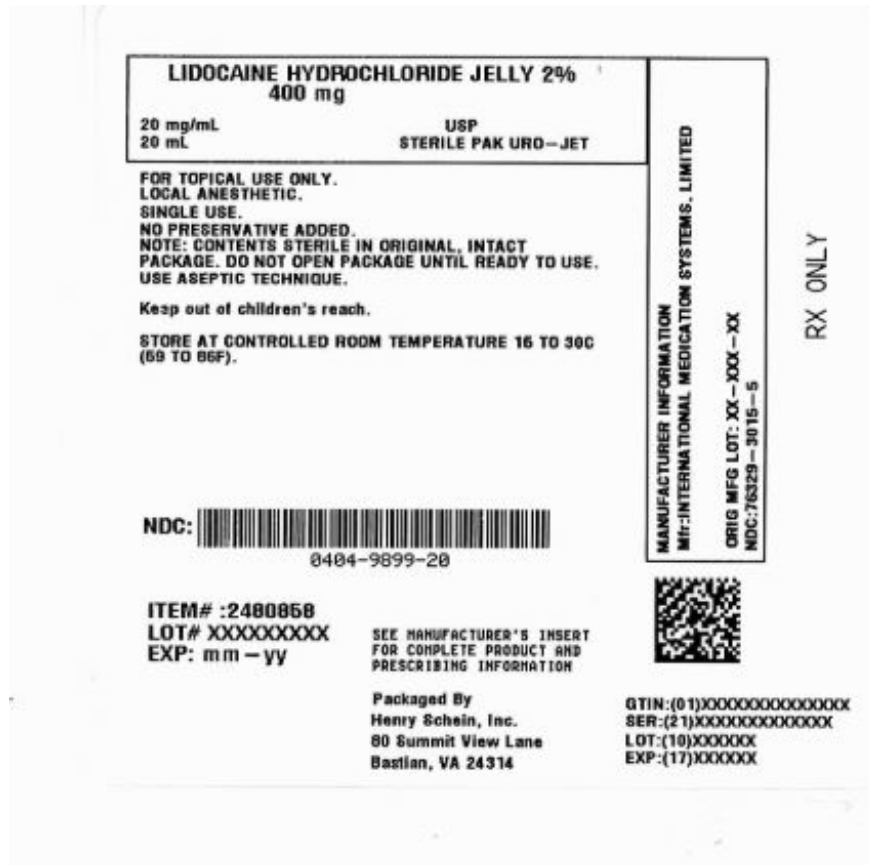 LIDOCAINE HYDROCHLORIDE JELLY 2%
400 mg
20 mg/mL USP
20 mL STERILE PAK URO-JET
FOR TOPICAL USE ONLY.
LOCAL ANESTHETIC.
SINGLE USE.
NO PRESERVATIVE ADDED.
NOTE: CONTENTS STERILE IN ORIGINAL, INTACT
PACKAGE. DO NOT OPEN PACKAGE UNTIL READY TO USE.
USE ASEPTIC TECHNIQUE.
Keep out of children's reach.
STORE AT CONTROLLED ROOM TEMPERATURE 15 TO 30C
(59 TO 86F).
MANUFACTURER INFORMATION
Mfr:INTERNATIONAL MEDICATION SYSTEMS, LIMITED
ORIG MFG LOT: XX-XXX-XX
NDC:76329-3015-5
RX ONLY
NDC:
0404-9899-20
ITEM# :2480858
LOT# XXXXXXXXX
EXP: mm-yy
SEE MANUFACTURER'S INSERT
FOR COMPLETE PRODUCT AND
PRESCRIBING INFORMATION
Packaged By
Henry Schein, Inc.
80 Summit View Lane
Bastian, VA 24314
GTIN:(01)XXXXXXXXXXXXXX
SER:(21)XXXXXXXXXXXXX
LOT:(10)XXXXXX
EXP:(17)XXXXXX